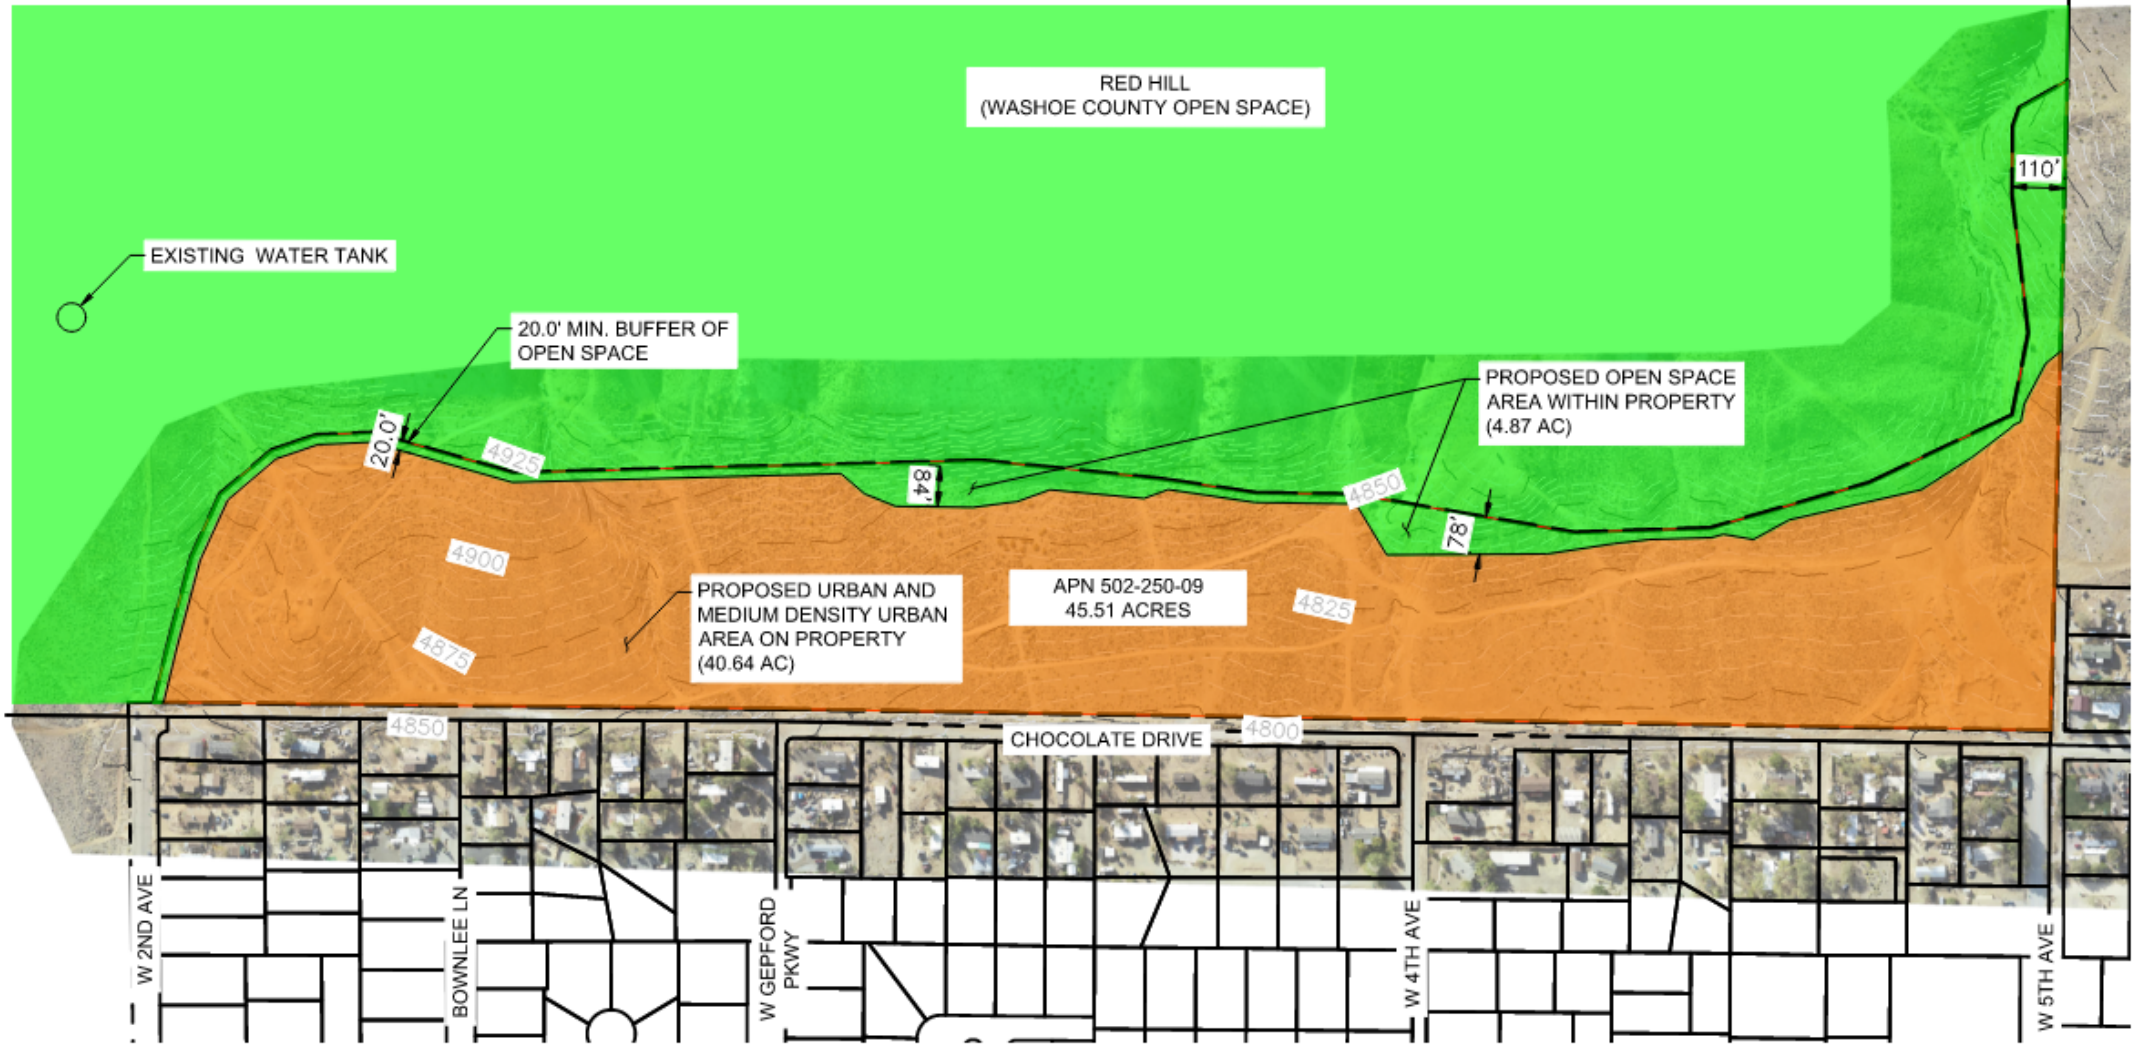 RED HILL
(WASHOE COUNTY OPEN SPACE)
110'
EXISTING WATER TANK
20.0' MIN. BUFFER OF
OPEN SPACE
PROPOSED OPEN SPACE
AREA WITHIN PROPERTY
(4.87 AC)
20.0'
4925
84'
4850
78'
4900
PROPOSED URBAN AND
MEDIUM DENSITY URBAN
AREA ON PROPERTY
(40.64 AC)
APN 502-250-09
45.51 ACRES
4825
4875
4850
CHOCOLATE DRIVE
4800
W 2ND AVE
BOWNLEE LN
W GEPFORD
PKWY
W 4TH AVE
W 5TH AVE